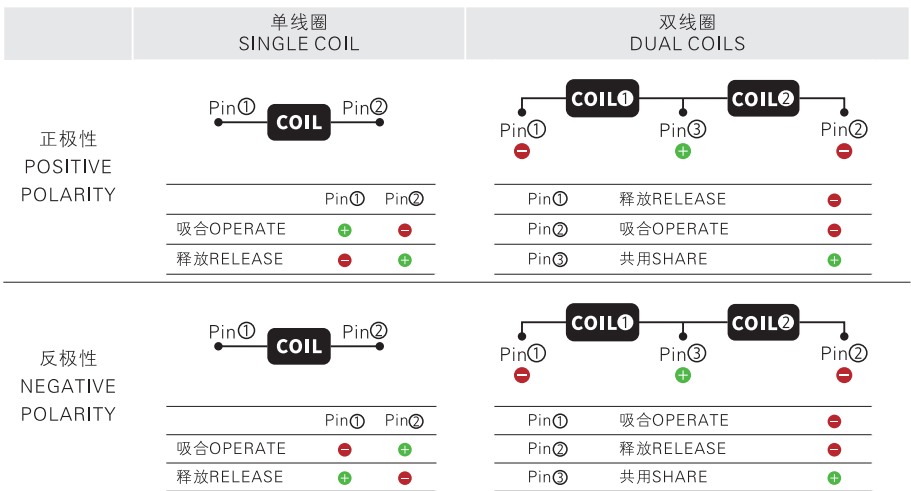 单线圈
SINGLE COIL
双线圈
DUAL COILS
正极性
POSITIVE
POLARITY
Pin① COIL Pin②
Pin① Pin②
吸合OPERATE + −
释放RELEASE − +
COIL❶ COIL❷
Pin① Pin③ Pin②
− + −
Pin① 释放RELEASE −
Pin② 吸合OPERATE −
Pin③ 共用SHARE +
反极性
NEGATIVE
POLARITY
Pin① COIL Pin②
Pin① Pin②
吸合OPERATE − +
释放RELEASE + −
COIL❶ COIL❷
Pin① Pin③ Pin②
− + −
Pin① 吸合OPERATE −
Pin② 释放RELEASE −
Pin③ 共用SHARE +